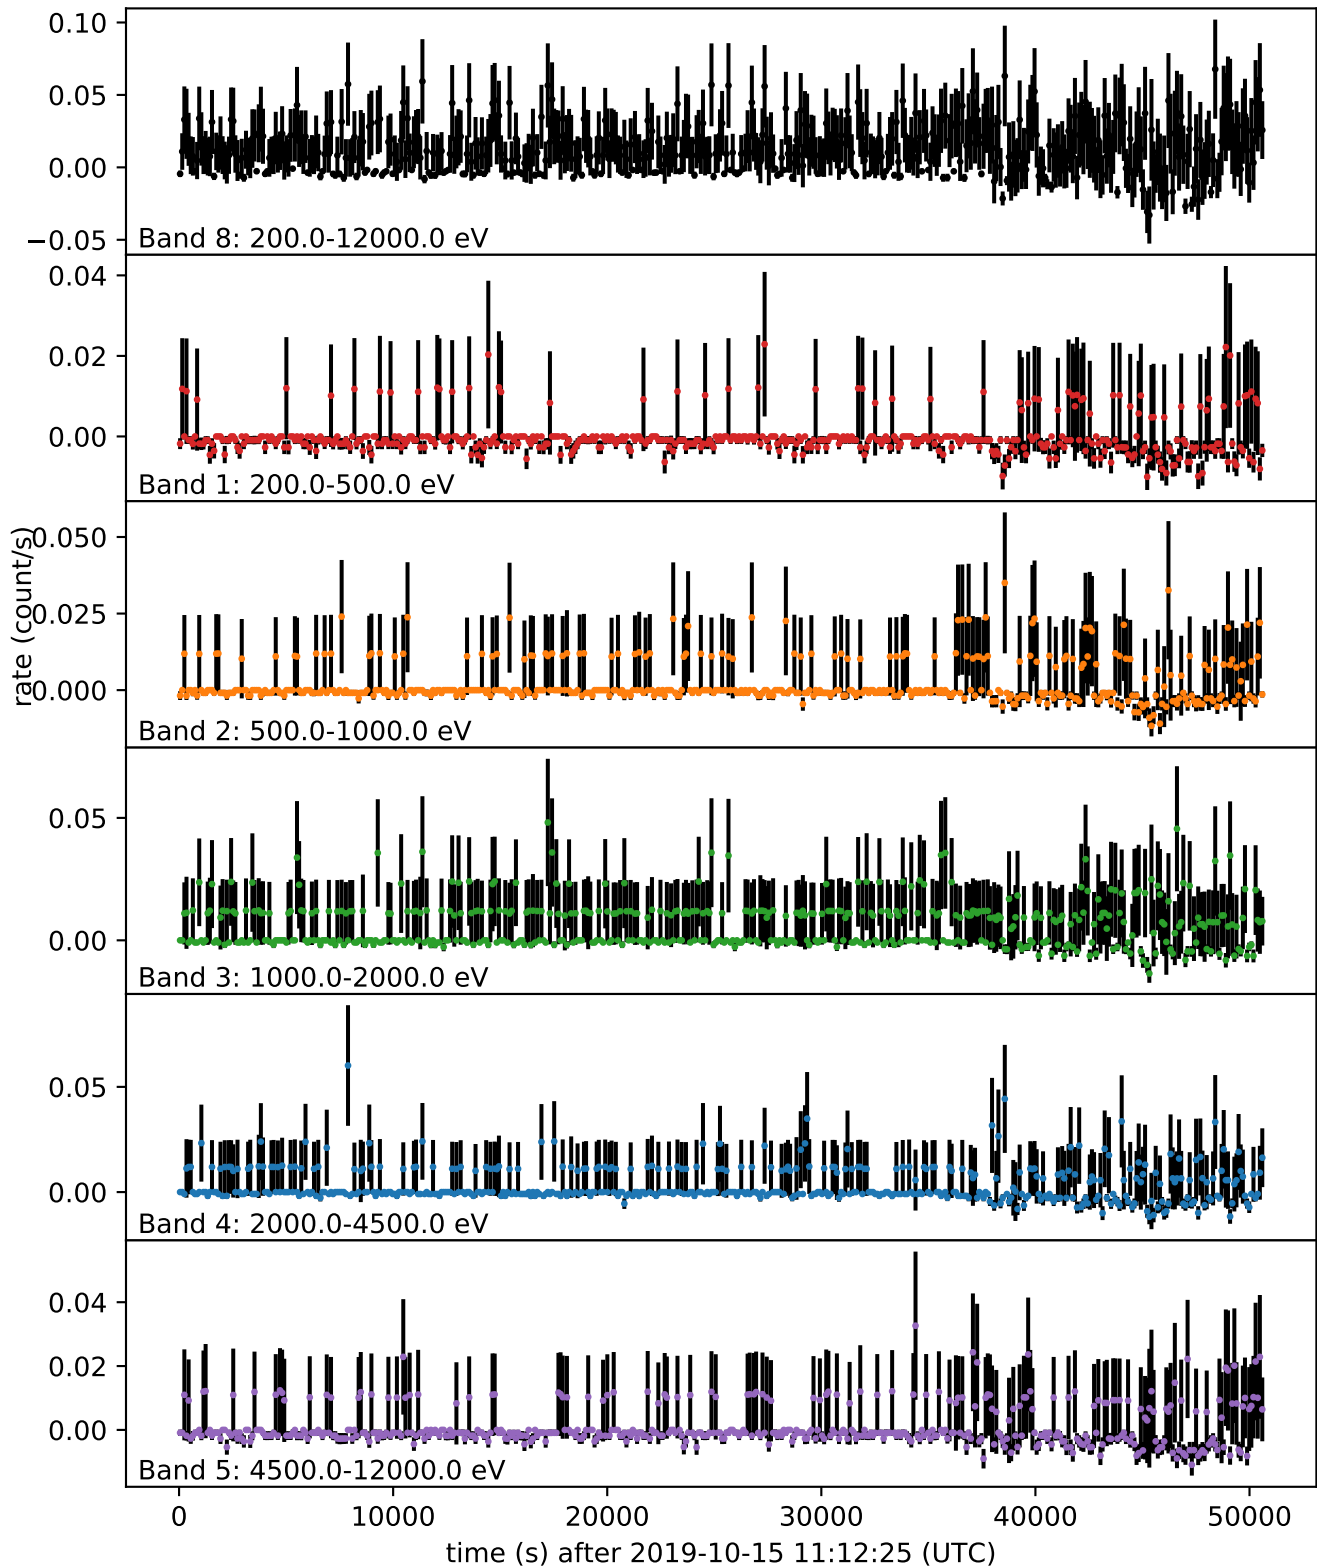 0.10
0.05
0.00
−0.05
Band 8: 200.0-12000.0 eV
0.04
0.02
0.00
Band 1: 200.0-500.0 eV
rate (count/s)
0.050
0.025
0.000
Band 2: 500.0-1000.0 eV
0.05
0.00
Band 3: 1000.0-2000.0 eV
0.05
0.00
Band 4: 2000.0-4500.0 eV
0.04
0.02
0.00
Band 5: 4500.0-12000.0 eV
0 10000 20000 30000 40000 50000
time (s) after 2019-10-15 11:12:25 (UTC)